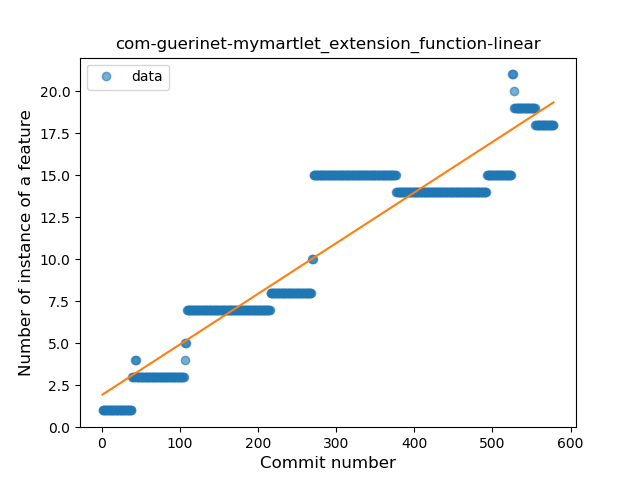 com-guerinet-mymartlet_extension_function-linear
data
Number of instance of a feature
20.0
17.5
15.0
12.5
10.0
7.5
5.0
2.5
0.0
0 100 200 300 400 500 600
Commit number